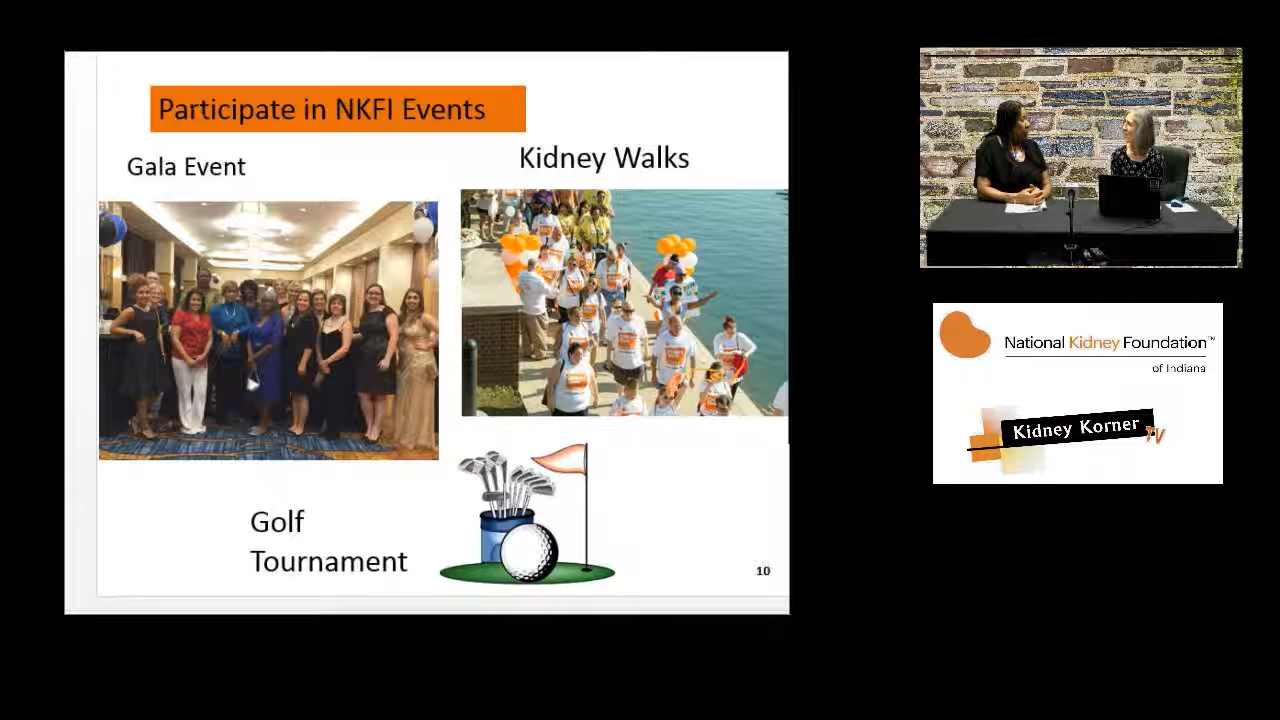 Participate in NKFI Events
Gala Event
Kidney Walks
Golf
Tournament
10
National Kidney Foundation™
of Indiana
Kidney Korner TV